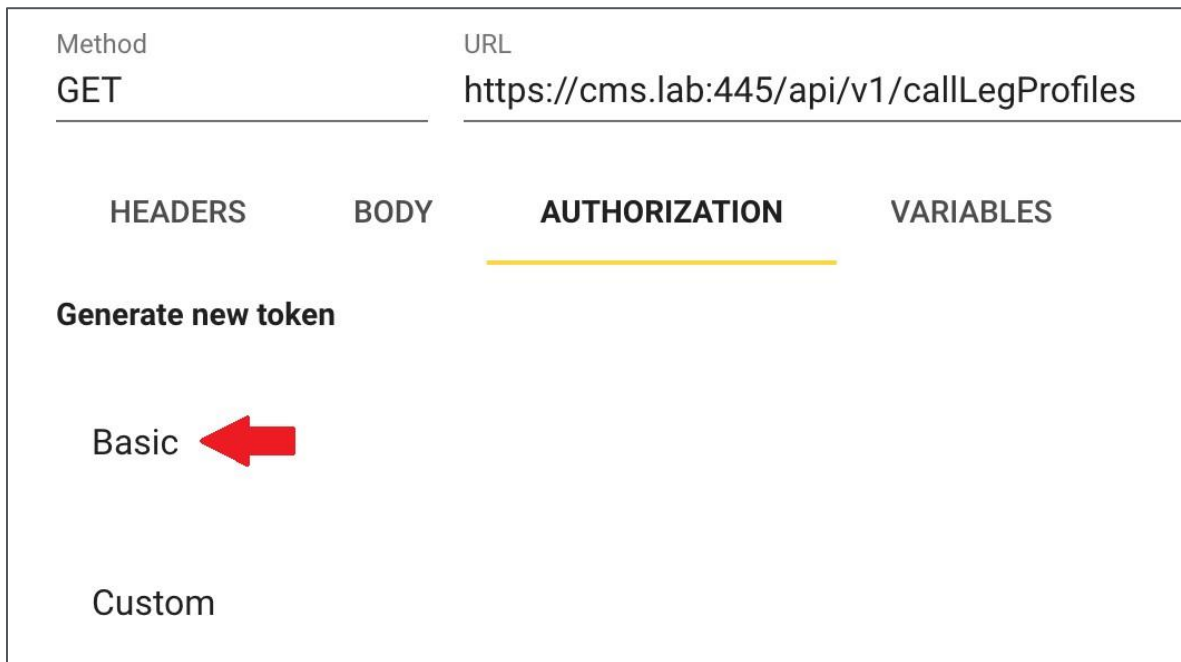 Method URL
GET https://cms.lab:445/api/v1/callLegProfiles
HEADERS BODY AUTHORIZATION VARIABLES
Generate new token
Basic
Custom